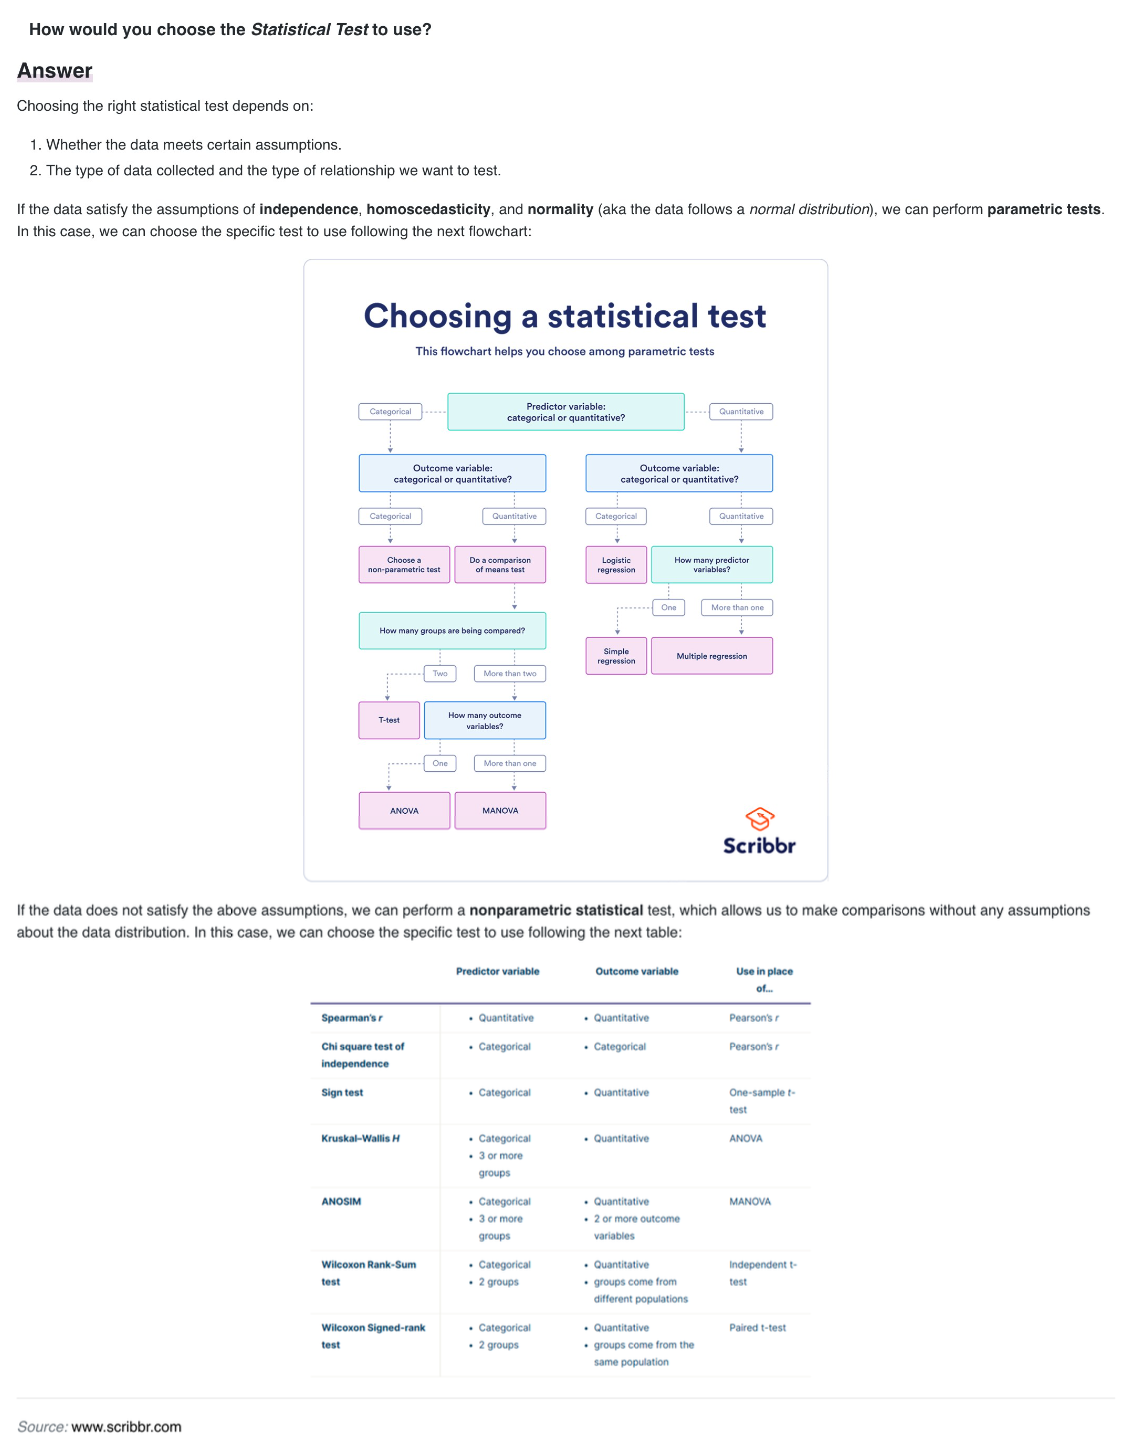 How would you choose the Statistical Test to use?
Answer
Choosing the right statistical test depends on:
1. Whether the data meets certain assumptions.
2. The type of data collected and the type of relationship we want to test.
If the data satisfy the assumptions of independence, homoscedasticity, and normality (aka the data follows a normal distribution), we can perform parametric tests.
In this case, we can choose the specific test to use following the next flowchart:
Choosing a statistical test
This flowchart helps you choose among parametric tests
Categorical
Predictor variable:
categorical or quantitative?
Quantitative
Outcome variable:
categorical or quantitative?
Outcome variable:
categorical or quantitative?
Categorical
Quantitative
Categorical
Quantitative
Choose a
non-parametric test
Do a comparison
of means test
Logistic
regression
How many predictor
variables?
One
More than one
How many groups are being compared?
Simple
regression
Multiple regression
Two
More than two
T-test
How many outcome
variables?
One
More than one
ANOVA
MANOVA
Scribbr
If the data does not satisfy the above assumptions, we can perform a nonparametric statistical test, which allows us to make comparisons without any assumptions
about the data distribution. In this case, we can choose the specific test to use following the next table:
Predictor variable Outcome variable Use in place
of...
Spearman's r • Quantitative • Quantitative Pearson's r
Chi square test of • Categorical • Categorical Pearson's r
independence
Sign test • Categorical • Quantitative One-sample t-
test
Kruskal–Wallis H • Categorical • Quantitative ANOVA
• 3 or more
groups
ANOSIM • Categorical • Quantitative MANOVA
• 3 or more • 2 or more outcome
groups variables
Wilcoxon Rank-Sum • Categorical • Quantitative Independent t-
test • 2 groups • groups come from test
different populations
Wilcoxon Signed-rank • Categorical • Quantitative Paired t-test
test • 2 groups • groups come from the
same population
Source: www.scribbr.com